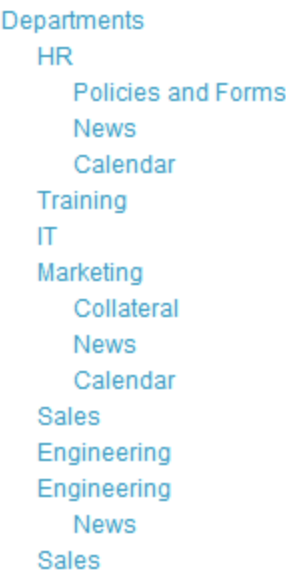 Departments
HR
Policies and Forms
News
Calendar
Training
IT
Marketing
Collateral
News
Calendar
Sales
Engineering
Engineering
News
Sales